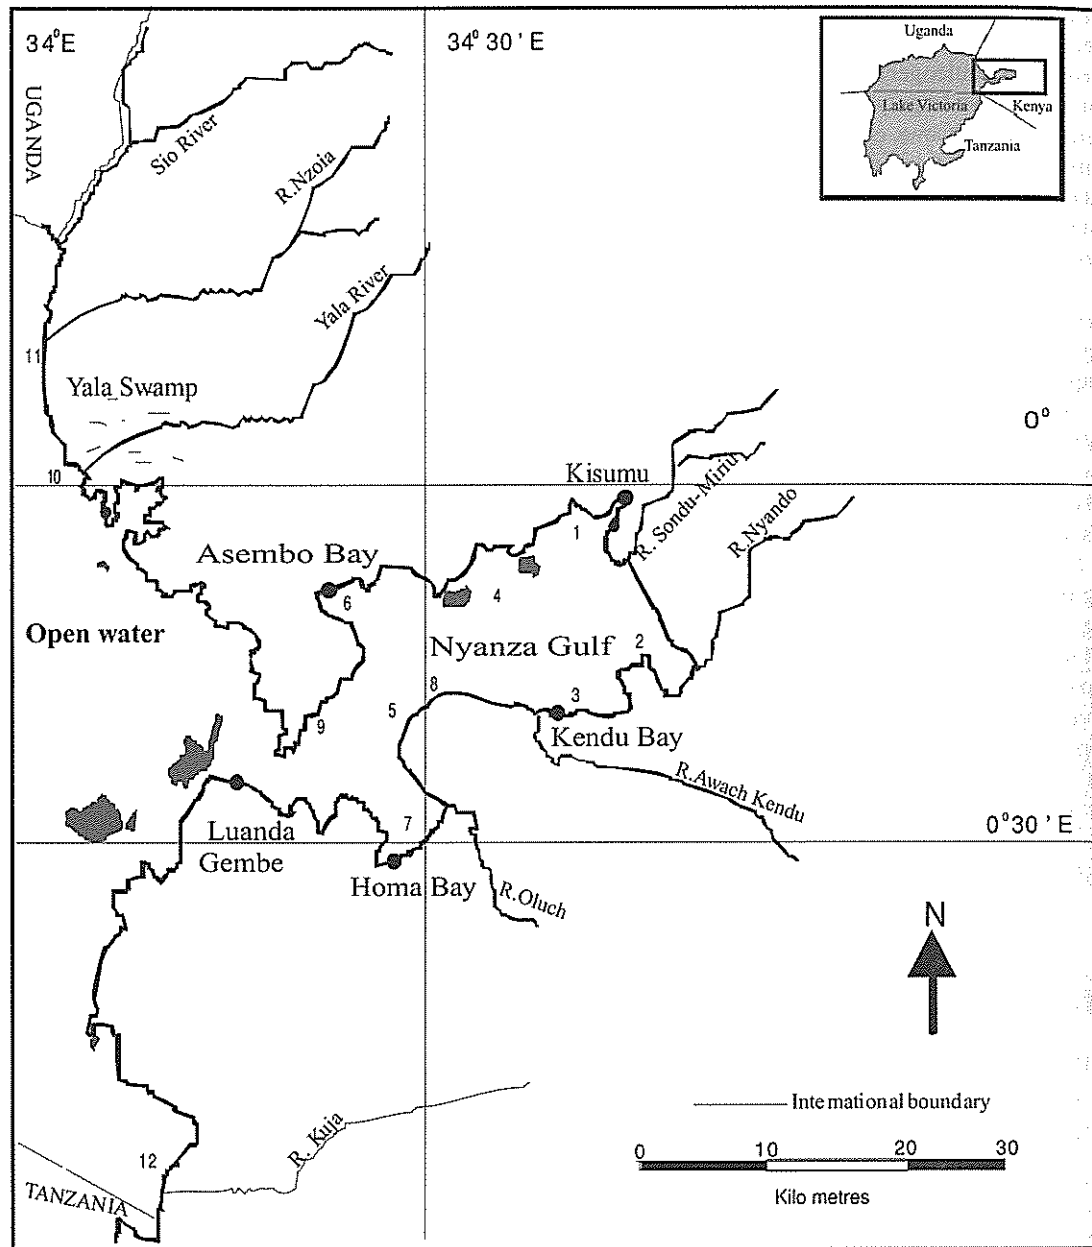 34°E
34° 30 ' E
Uganda
Lake Victoria
Kenya
Tanzania
UGANDA
Sio River
R.Nzoia
Yala River
11
Yala Swamp
0°
10
Kisumu
1
R. Sondu-Miriu
R.Nyando
Asembo Bay
4
6
Open water
Nyanza Gulf
2
8
5
3
9
Kendu Bay
R.Awach Kendu
Luanda
Gembe
7
0°30 ' E
Homa Bay
R.Oluch
N
International boundary
R. Kuja
12
0 10 20 30
Kilo metres
TANZANIA